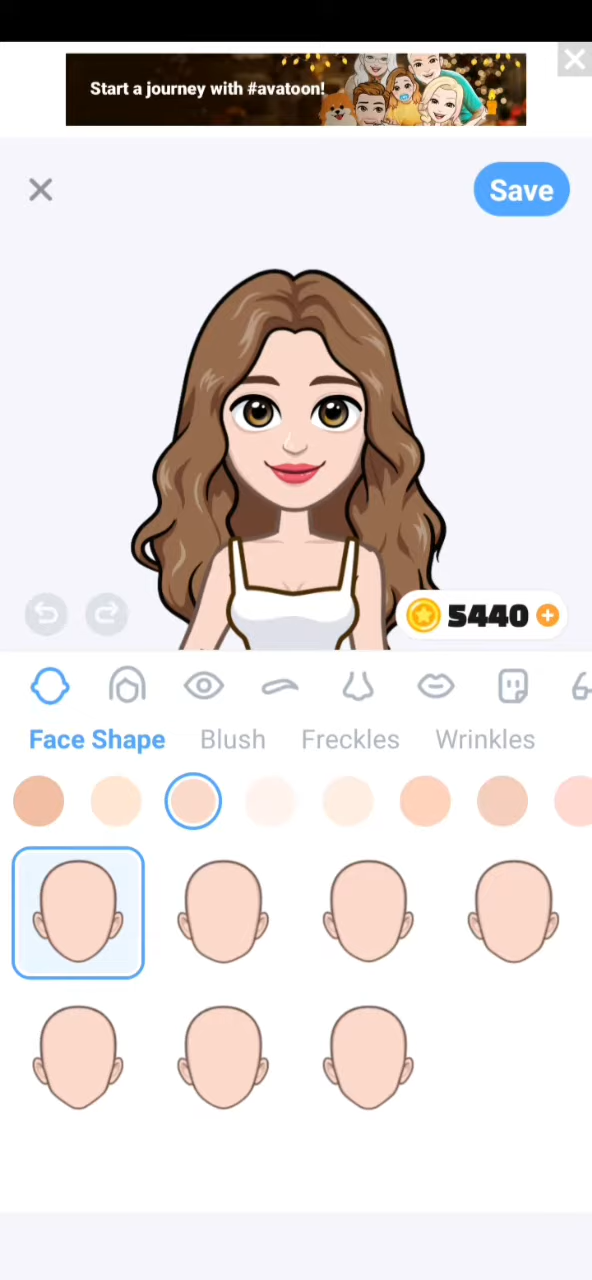 Start a journey with #avatoon!
Save
5440
Face Shape
Blush
Freckles
Wrinkles